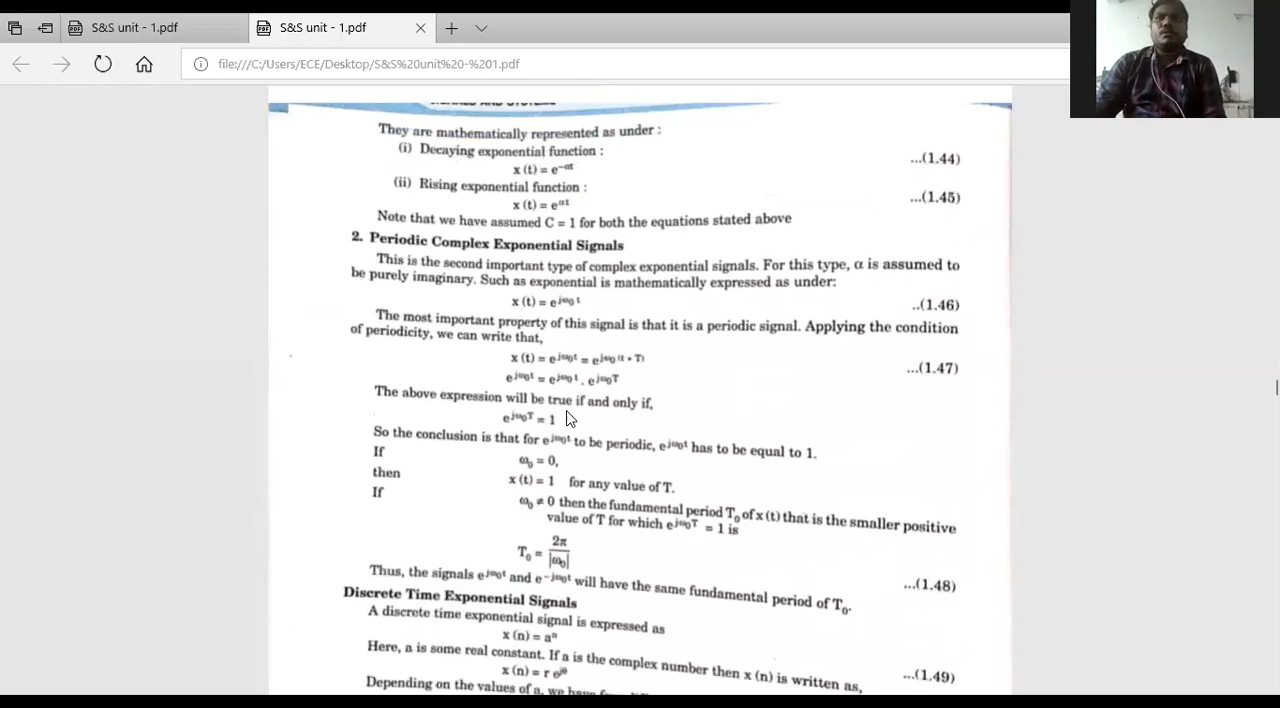 S&S unit - 1.pdf
S&S unit - 1.pdf
file:///C:/Users/ECE/Desktop/S&S%20unit%20-%201.pdf
They are mathematically represented as under :
(i) Decaying exponential function :
x (t) = e^–αt ...(1.44)
(ii) Rising exponential function :
x (t) = e^αt ...(1.45)
Note that we have assumed C = 1 for both the equations stated above
2. Periodic Complex Exponential Signals
This is the second important type of complex exponential signals. For this type, α is assumed to
be purely imaginary. Such as exponential is mathematically expressed as under:
x (t) = e^jω₀t ..(1.46)
The most important property of this signal is that it is a periodic signal. Applying the condition
of periodicity, we can write that,
x (t) = e^jω₀t = e^jω₀(t + T)
e^jω₀t = e^jω₀t . e^jω₀T ...(1.47)
The above expression will be true if and only if,
e^jω₀T = 1
So the conclusion is that for e^jω₀t to be periodic, e^jω₀t has to be equal to 1.
If ω₀ = 0,
then x (t) = 1 for any value of T.
If ω₀ ≠ 0 then the fundamental period T₀ of x (t) that is the smaller positive
value of T for which e^jω₀T = 1 is
T₀ = 2π/|ω₀| ...(1.48)
Thus, the signals e^jω₀t and e^–jω₀t will have the same fundamental period of T₀.
Discrete Time Exponential Signals
A discrete time exponential signal is expressed as
x (n) = aⁿ
Here, a is some real constant. If a is the complex number then x (n) is written as,
x (n) = r e^jθ ...(1.49)
Depending on the values of a, we have